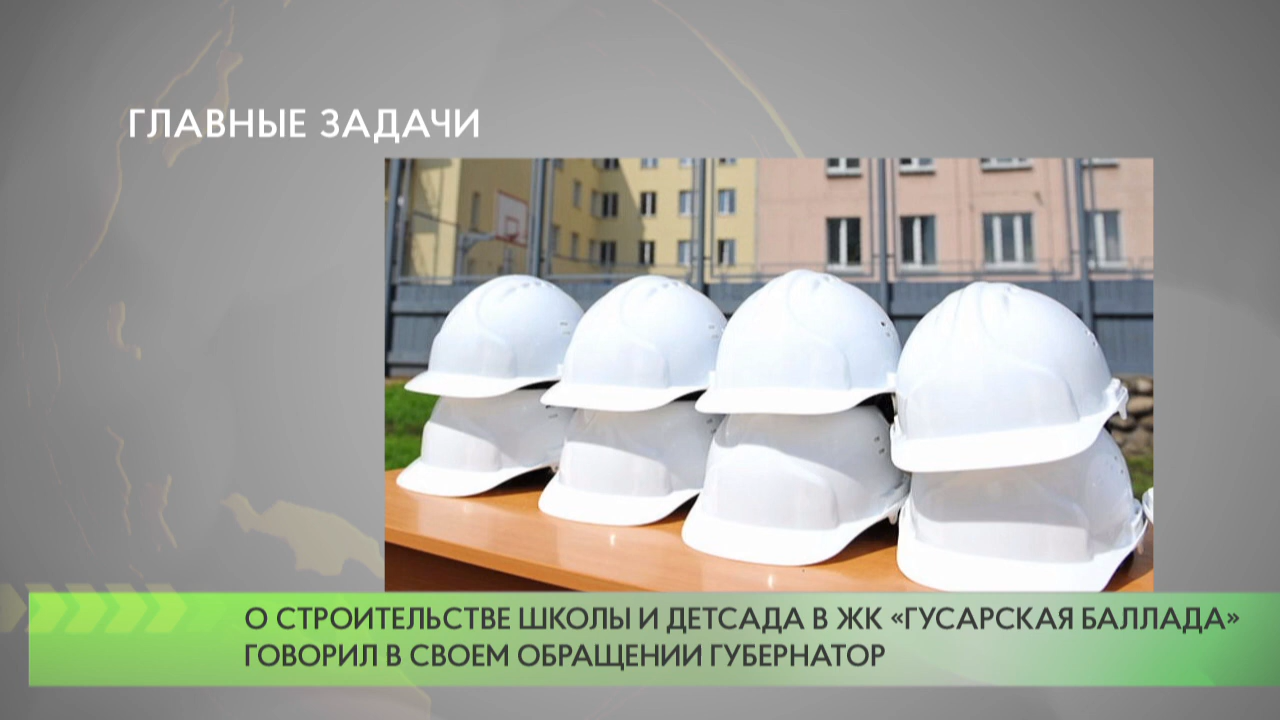 ГЛАВНЫЕ ЗАДАЧИ
О СТРОИТЕЛЬСТВЕ ШКОЛЫ И ДЕТСАДА В ЖК «ГУСАРСКАЯ БАЛЛАДА»
ГОВОРИЛ В СВОЕМ ОБРАЩЕНИИ ГУБЕРНАТОР